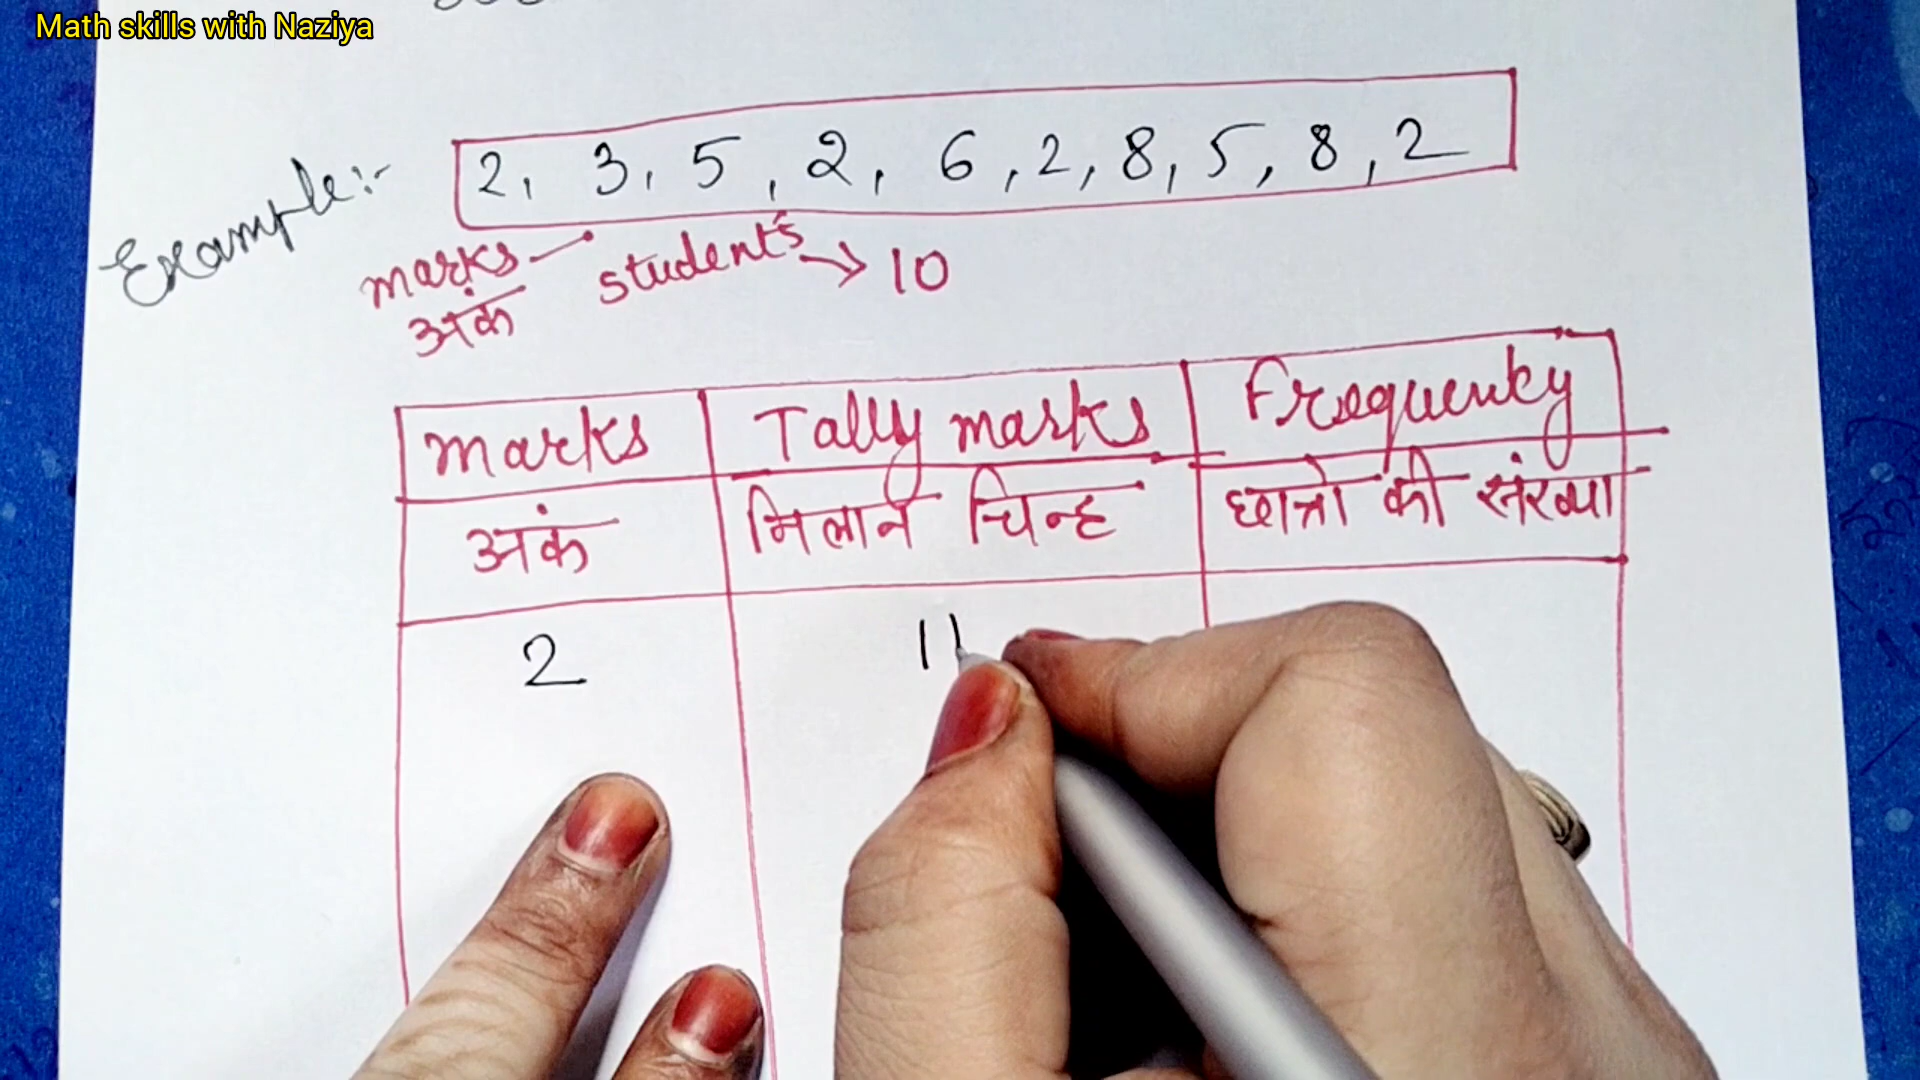 Math skills with Naziya
Example:-
2, 3, 5, 2, 6, 2, 8, 5, 8, 2
marks students → 10
अंक
marks Tally marks Frequenky
अंक मिलान चिन्ह छात्रो की संख्या
2 ||